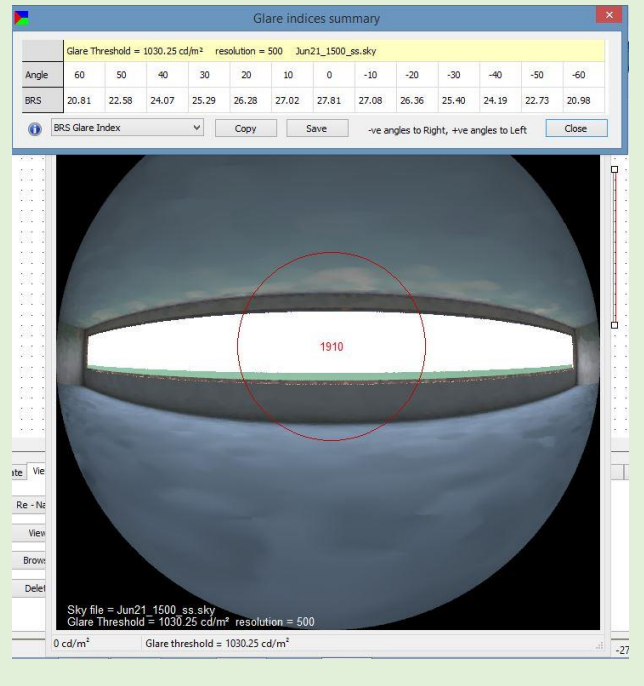 Glare indices summary
Glare Threshold = 1030.25 cd/m² resolution = 500 Jun21_1500_ss.sky
Angle 60 50 40 30 20 10 0 -10 -20 -30 -40 -50 -60
BRS 20.81 22.58 24.07 25.29 26.28 27.02 27.81 27.08 26.36 25.40 24.19 22.73 20.98
BRS Glare Index Copy Save -ve angles to Right, +ve angles to Left Close
1910
Re - Na
View
Brows
Delet
Sky file = Jun21_1500_ss.sky
Glare Threshold = 1030.25 cd/m² resolution = 500
0 cd/m² Glare threshold = 1030.25 cd/m²
-27